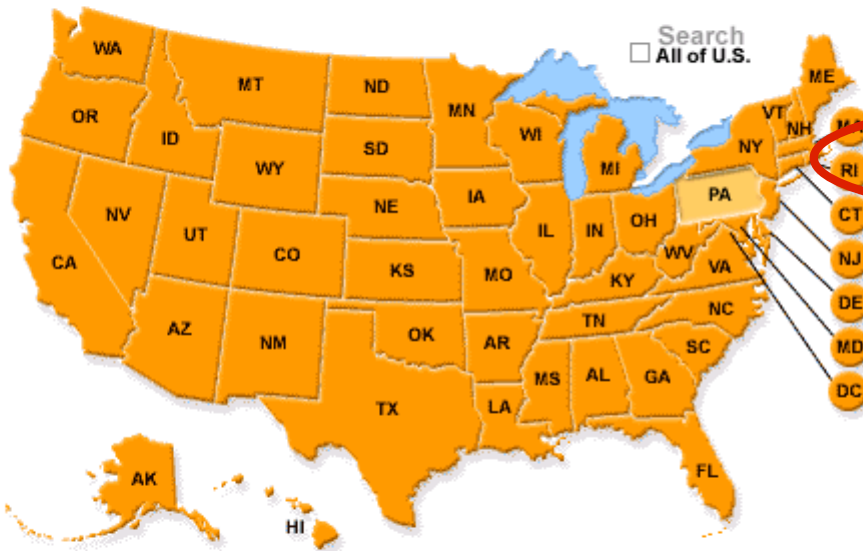 Search
All of U.S.
WA
MT
ND
MN
ME
OR
ID
WY
SD
WI
MI
NY
VT
NH
MA
RI
NV
UT
CO
NE
IA
IL
IN
OH
PA
CT
CA
KS
MO
WV
VA
KY
NJ
AZ
NM
OK
AR
TN
NC
SC
DE
TX
LA
MS
AL
GA
MD
DC
AK
HI
FL